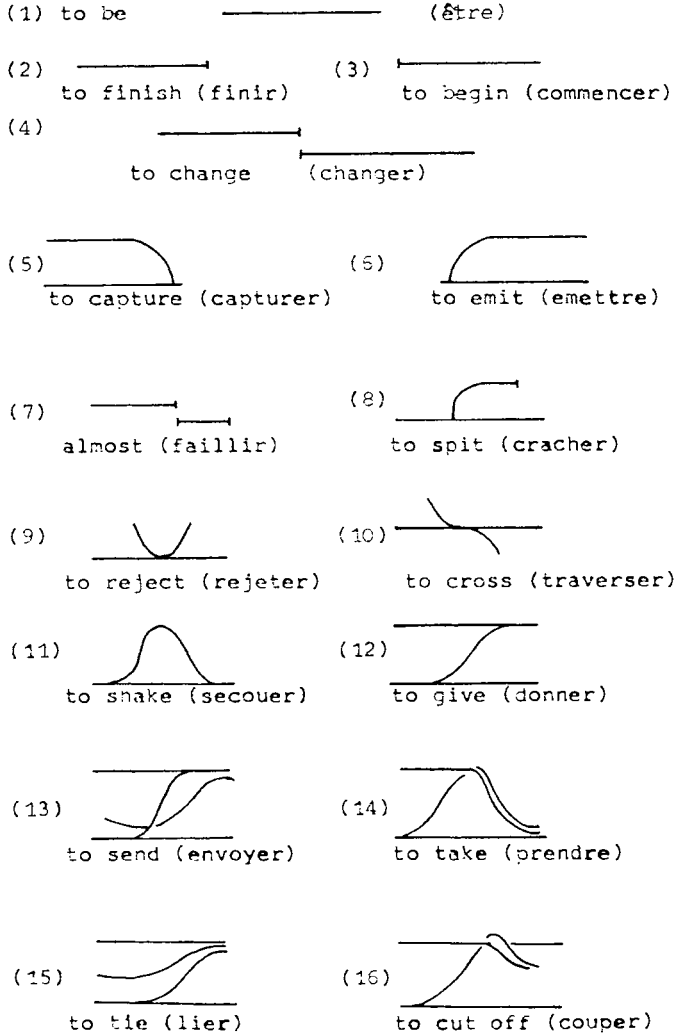 (1) to be (être)
(2) (3)
to finish (finir) to begin (commencer)
(4)
to change (changer)
(5) (6)
to capture (capturer) to emit (emettre)
(7) (8)
almost (faillir) to spit (cracher)
(9) (10)
to reject (rejeter) to cross (traverser)
(11) (12)
to shake (secouer) to give (donner)
(13) (14)
to send (envoyer) to take (prendre)
(15) (16)
to tie (lier) to cut off (couper)